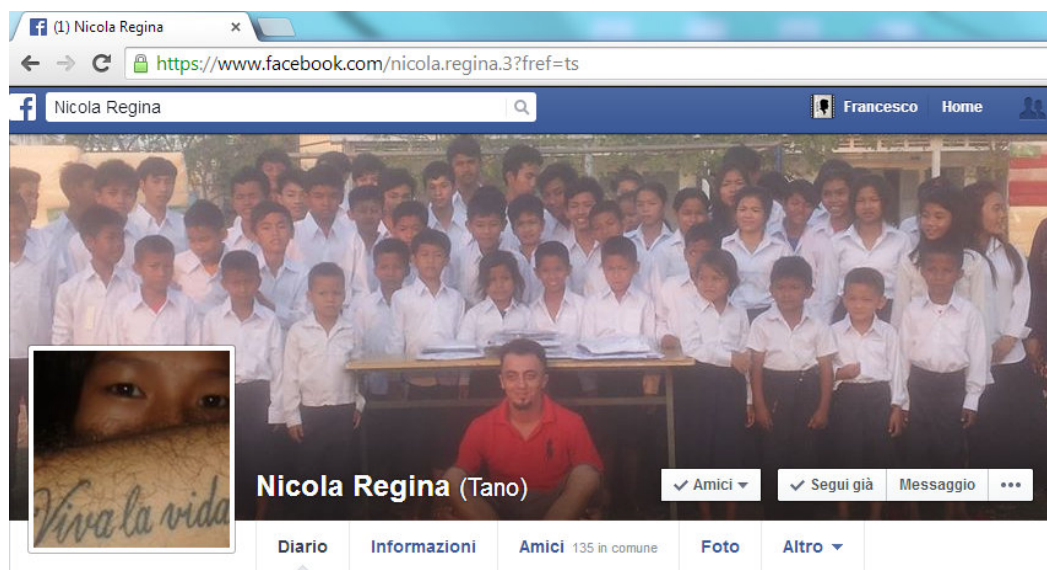 (1) Nicola Regina
https://www.facebook.com/nicola.regina.3?fref=ts
Nicola Regina
Francesco Home
Viva la vida
Nicola Regina (Tano)
Amici Segui già Messaggio
Diario Informazioni Amici 135 in comune Foto Altro